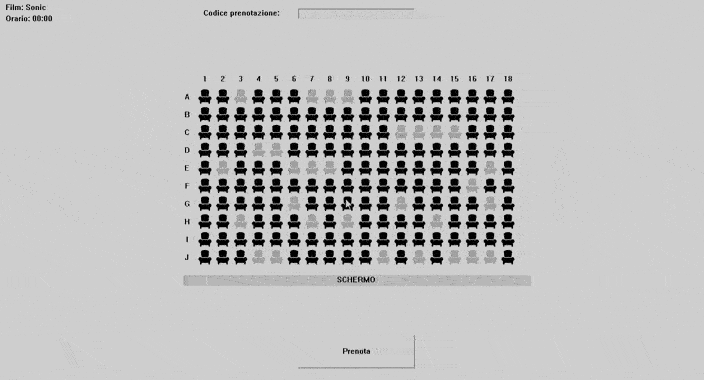 Film: Sonic
Orario: 00:00
Codice prenotazione:
1 2 3 4 5 6 7 8 9 10 11 12 13 14 15 16 17 18
A
B
C
D
E
F
G
H
I
J
SCHERMO
Prenota